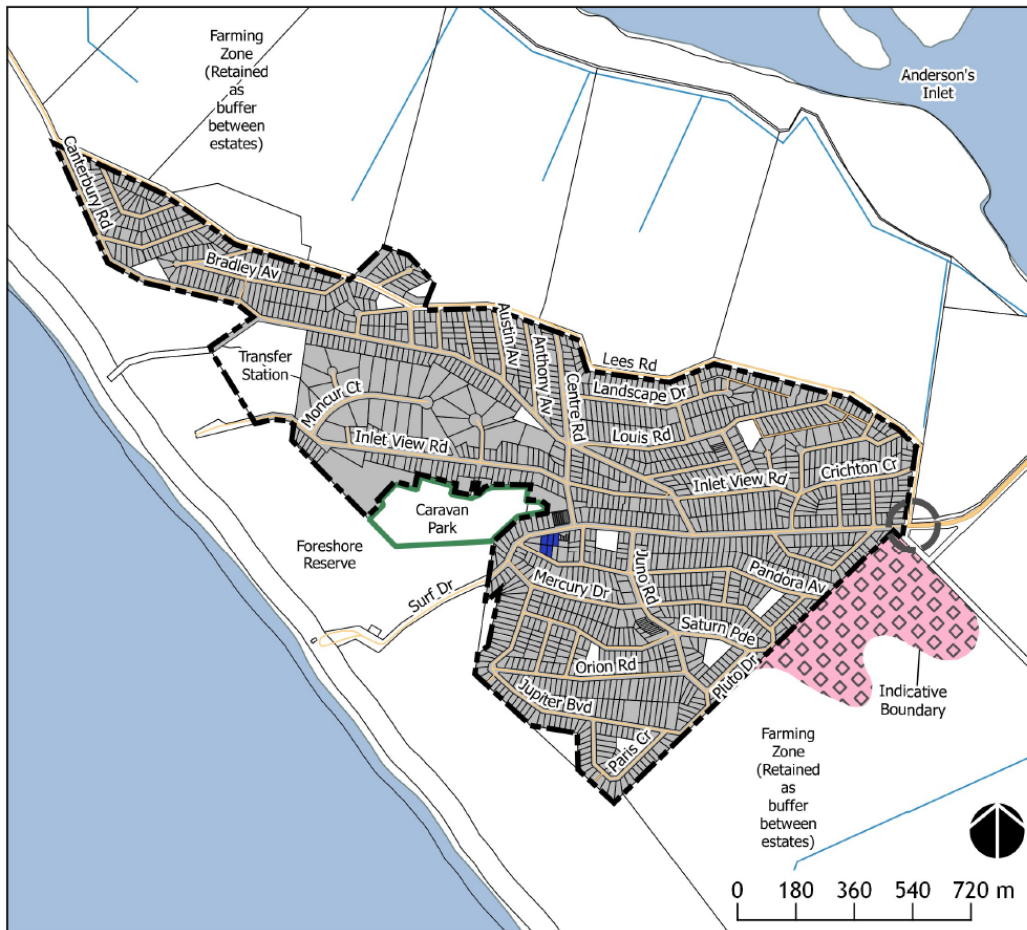 Farming
Zone
(Retained
as
buffer
between
estates)
Anderson's
Inlet
Canterbury Rd
Bradley Av
Austin Av
Anthony Av
Centre Rd
Lees Rd
Landscape Dr
Transfer
Station
Moncur Ct
Louis Rd
Inlet View Rd
Inlet View Rd
Crichton Cr
Caravan
Park
Foreshore
Reserve
Surf Dr
Mercury Dr
Juno Rd
Pandora Av
Saturn Pde
Orion Rd
Pluto Dr
Jupiter Bvd
Paris Cr
Indicative
Boundary
Farming
Zone
(Retained
as
buffer
between
estates)
0 180 360 540 720 m